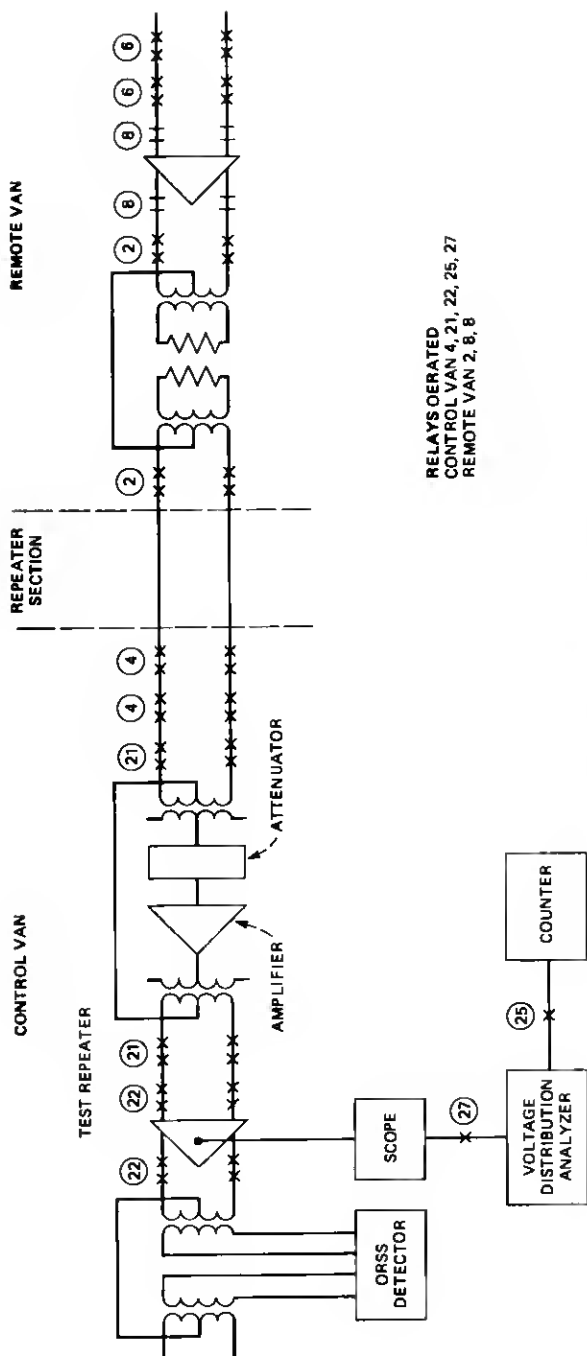 REMOTE VAN
6
6
8
8
2
2
RELAYS OERATED
CONTROL VAN 4, 21, 22, 25, 27
REMOTE VAN 2, 8, 8
REPEATER
SECTION
4
4
21
CONTROL VAN
ATTENUATOR
AMPLIFIER
TEST REPEATER
21
22
22
COUNTER
25
SCOPE
27
VOLTAGE
DISTRIBUTION
ANALYZER
ORSS
DETECTOR